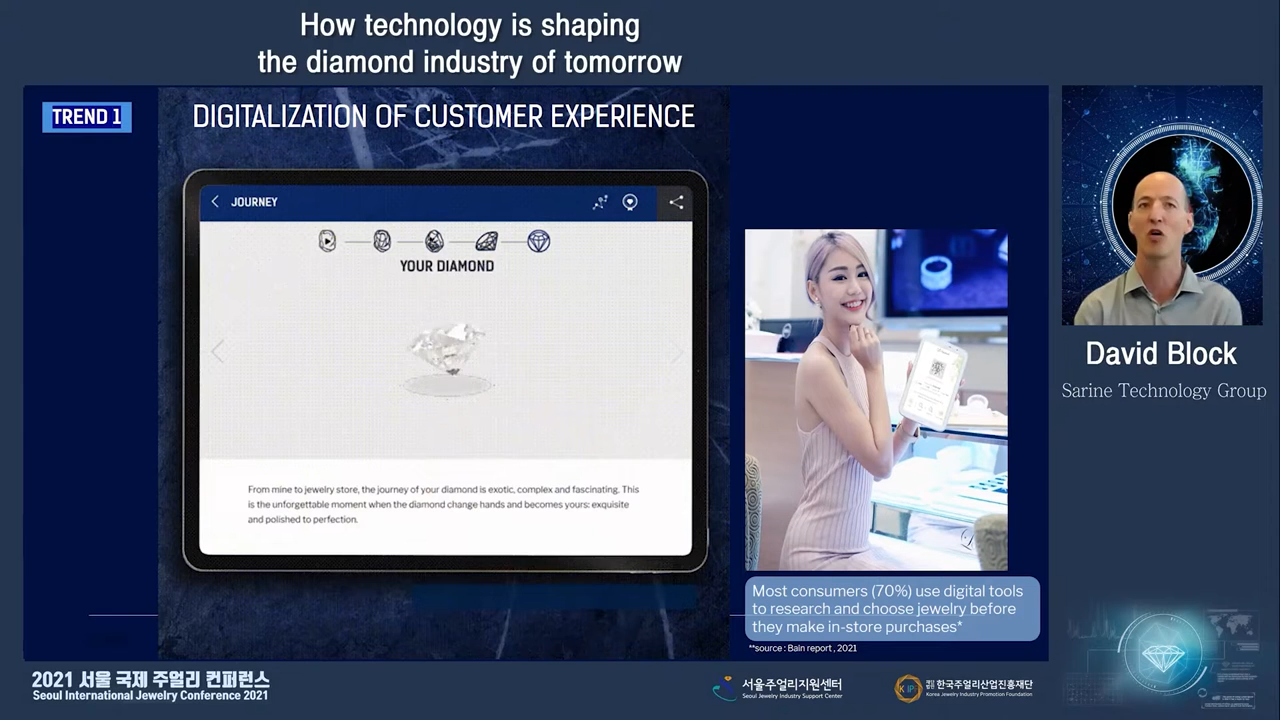 How technology is shaping
the diamond industry of tomorrow
TREND 1
DIGITALIZATION OF CUSTOMER EXPERIENCE
JOURNEY
YOUR DIAMOND
From mine to jewelry store, the journey of your diamond is exotic, complex and fascinating. This
is the unforgettable moment when the diamond change hands and becomes yours: exquisite
and polished to perfection.
Most consumers (70%) use digital tools
to research and choose jewelry before
they make in-store purchases*
**source : Bain report , 2021
David Block
Sarine Technology Group
2021 서울 국제 주얼리 컨퍼런스
Seoul International Jewelry Conference 2021
서울주얼리지원센터
Seoul Jewelry Industry Support Center
재단법인 한국주얼리산업진흥재단
Korea Jewelry Industry Promotion Foundation